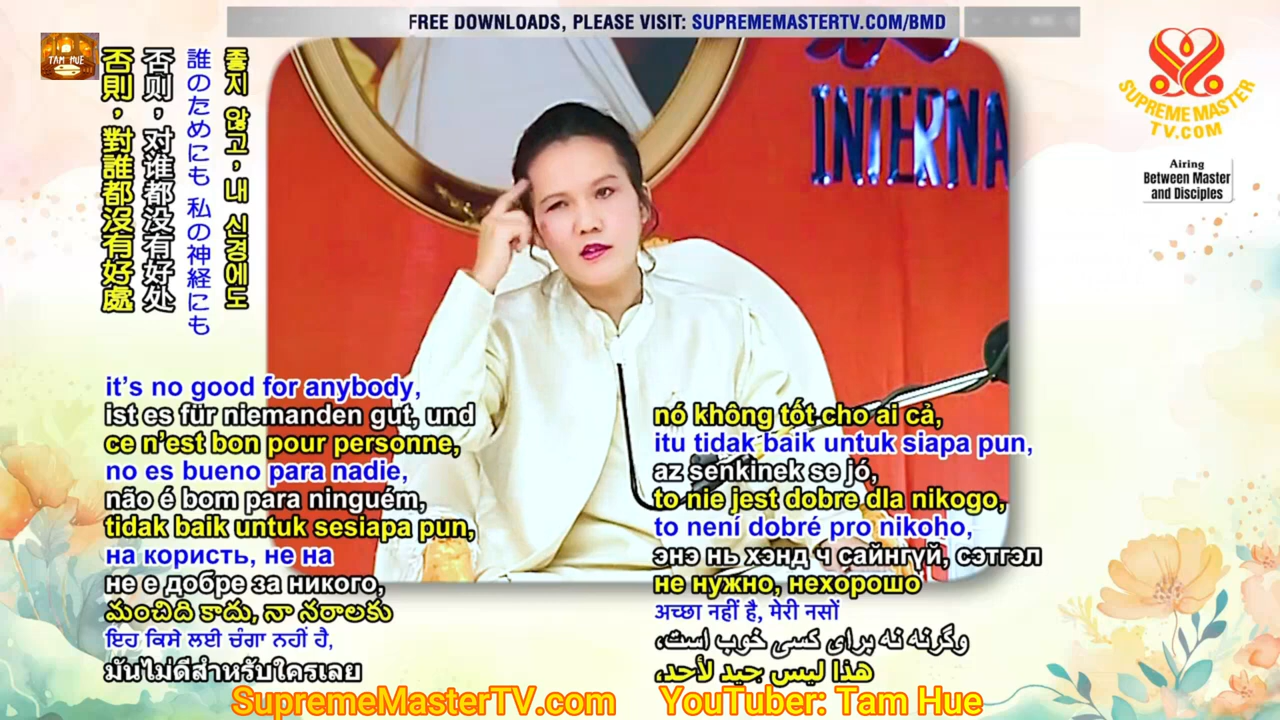 FREE DOWNLOADS, PLEASE VISIT: SUPREMEMASTERTV.COM/BMD
TAM HUE
SUPREME MASTER
TV.COM
Airing
Between Master
and Disciples
INTERNA
좋지 않고, 내 신경에도
誰のためにも 私の神経にも
否则，对谁都没有好处
否則，對誰都沒有好處
it's no good for anybody,
ist es für niemanden gut, und
ce n'est bon pour personne,
no es bueno para nadie,
não é bom para ninguém,
tidak baik untuk sesiapa pun,
на користь, не на
не е добре за никого,
మంచిది కాదు, నా నరాలకు
ਇਹ ਕਿਸੇ ਲਈ ਚੰਗਾ ਨਹੀਂ ਹੈ,
มันไม่ดีสำหรับใครเลย
nó không tốt cho ai cả,
itu tidak baik untuk siapa pun,
az senkinek se jó,
to nie jest dobre dla nikogo,
to není dobré pro nikoho,
энэ нь хэнд ч сайнгүй, сэтгэл
не нужно, нехорошо
अच्छा नहीं है, मेरी नसों
وگرنه نه برای کسی خوب است،
هذا ليس جيد لأحد،
SupremeMasterTV.com
YouTuber: Tam Hue